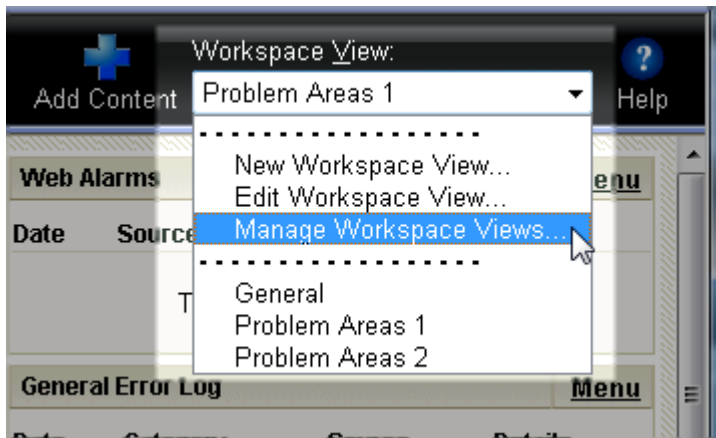 Workspace View:
Add Content
Problem Areas 1
Help
- - - - - - - - - - - - - - - - - -
New Workspace View...
Edit Workspace View...
Manage Workspace Views...
- - - - - - - - - - - - - - - - - -
General
Problem Areas 1
Problem Areas 2
Web Alarms
Date Source
General Error Log Menu